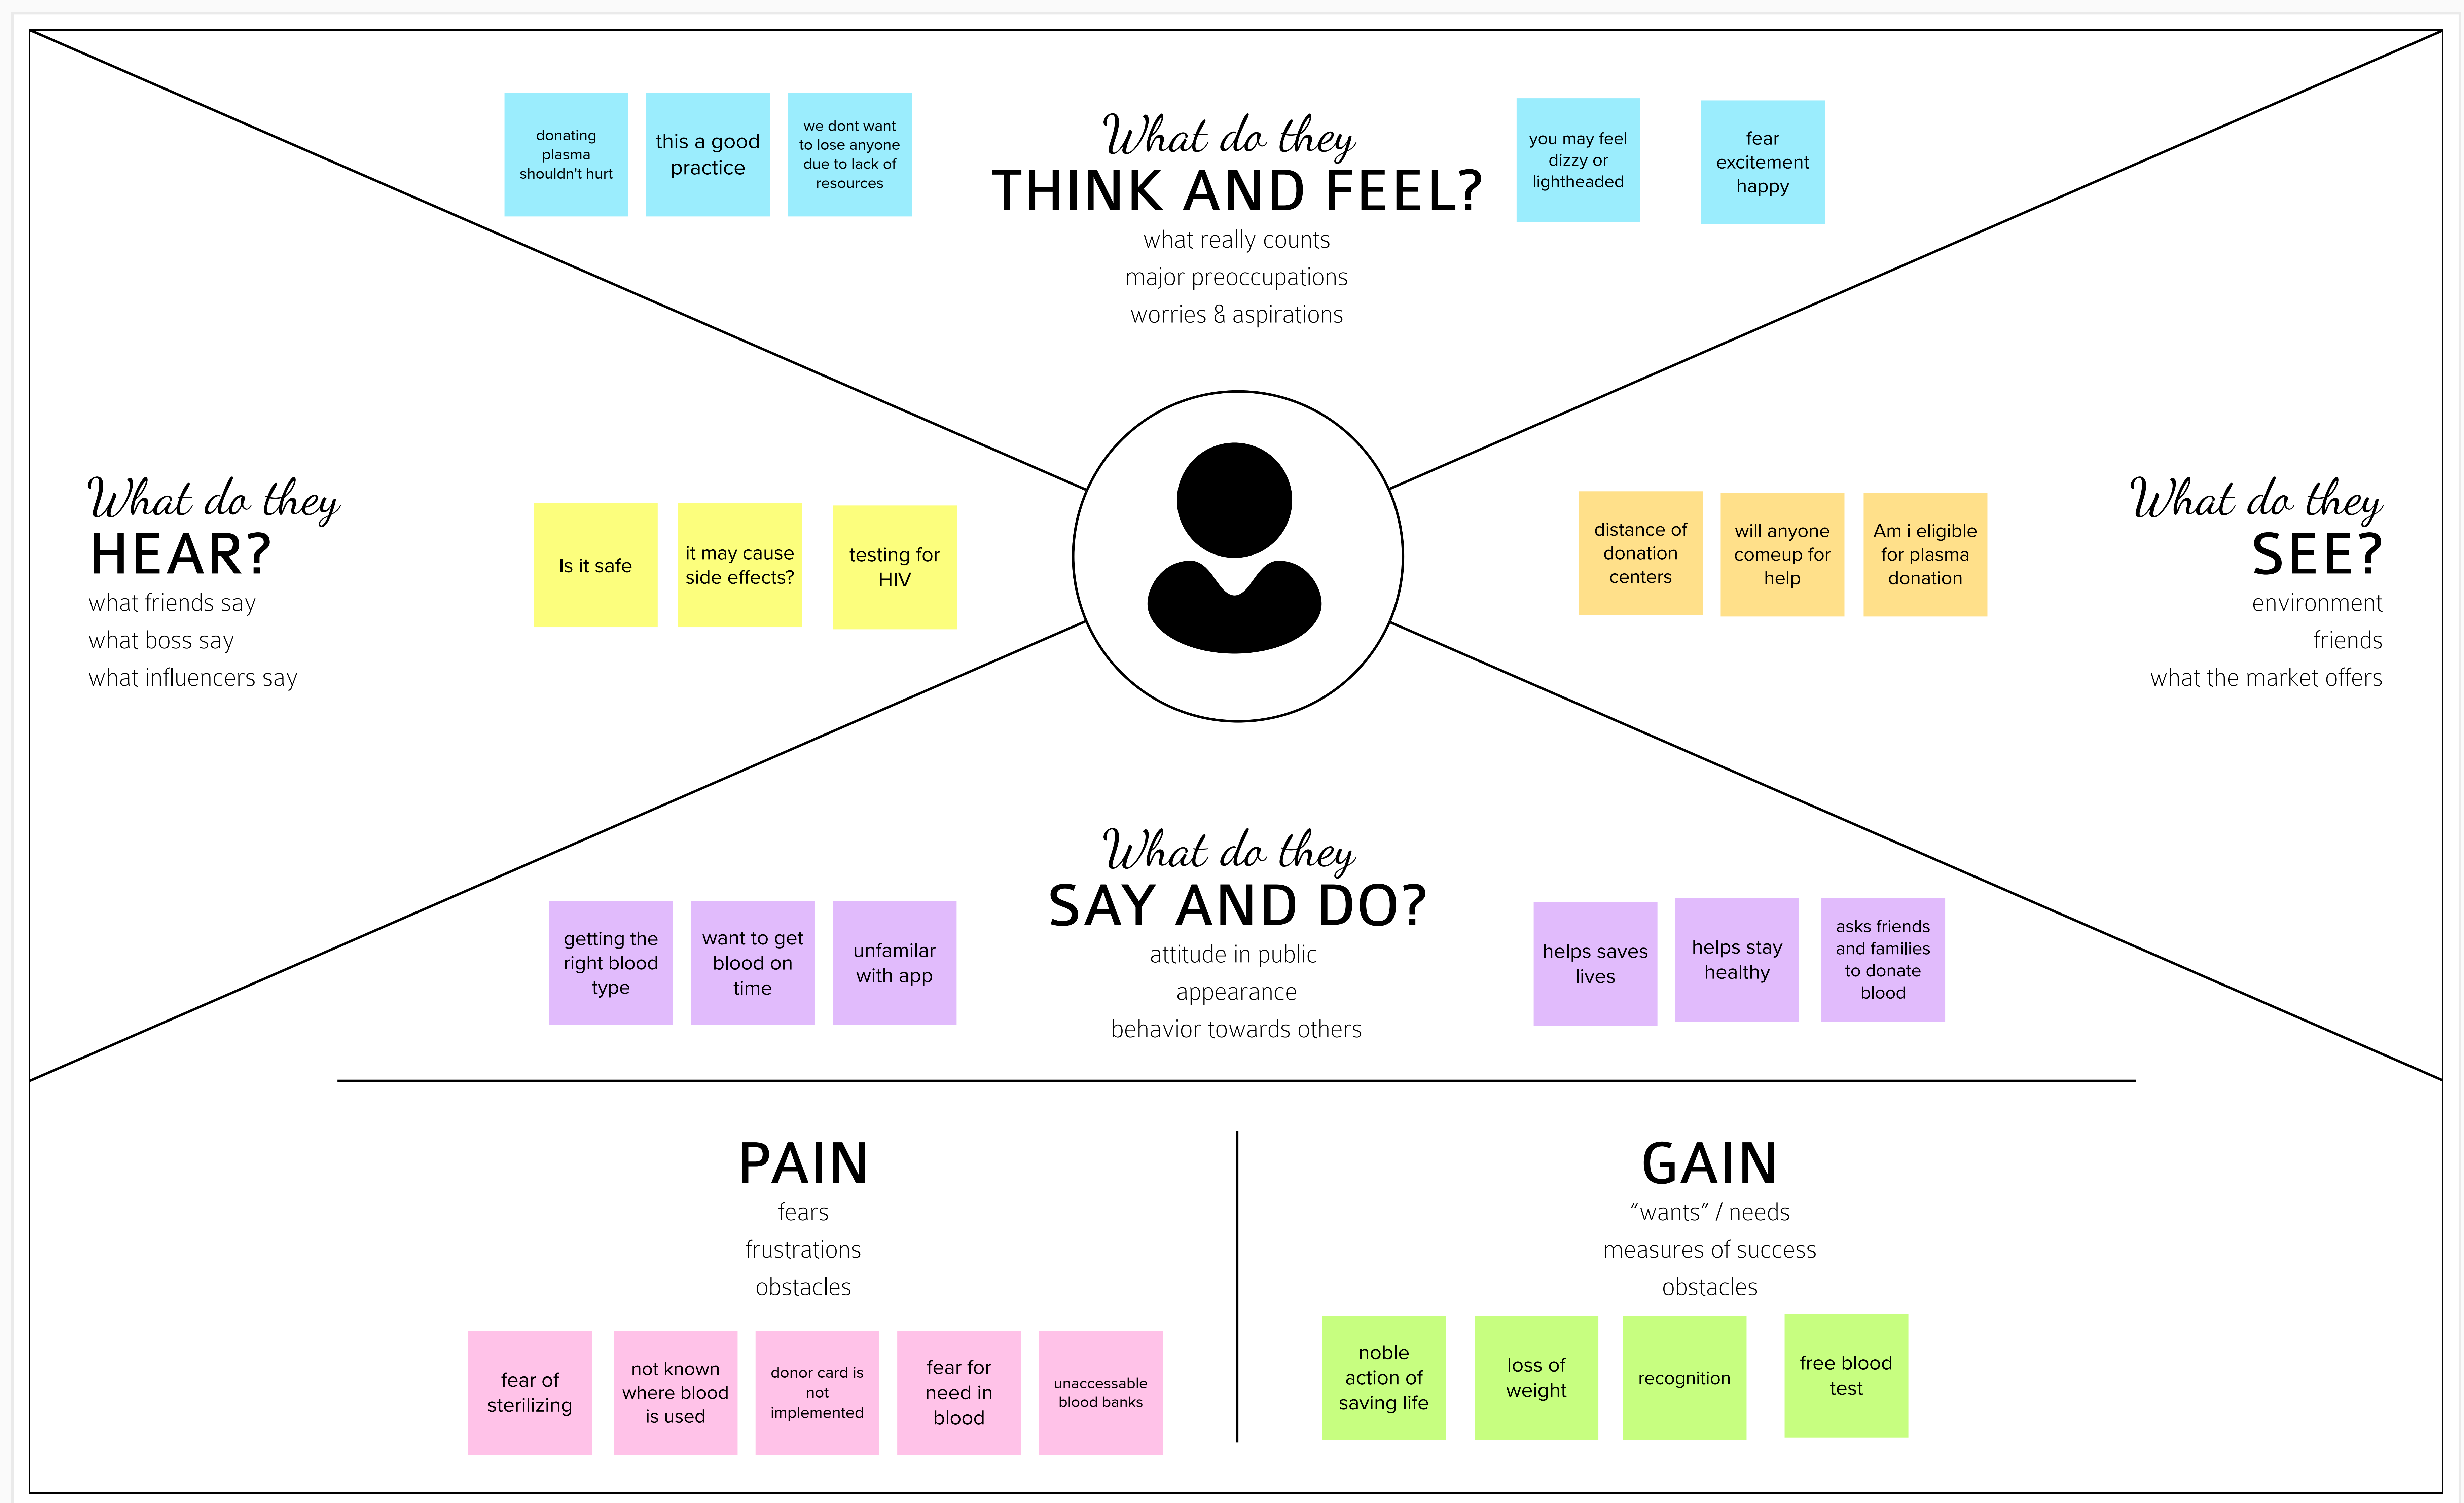 donating
plasma
shouldn't hurt
this a good
practice
we dont want
to lose anyone
due to lack of
resources
What do they
THINK AND FEEL?
what really counts
major preoccupations
worries & aspirations
you may feel
dizzy or
lightheaded
fear
excitement
happy
What do they
HEAR?
what friends say
what boss say
what influencers say
Is it safe
it may cause
side effects?
testing for
HIV
distance of
donation
centers
will anyone
comeup for
help
Am i eligible
for plasma
donation
What do they
SEE?
environment
friends
what the market offers
What do they
SAY AND DO?
attitude in public
appearance
behavior towards others
getting the
right blood
type
want to get
blood on
time
unfamilar
with app
helps saves
lives
helps stay
healthy
asks friends
and families
to donate
blood
PAIN
fears
frustrations
obstacles
fear of
sterilizing
not known
where blood
is used
donor card is
not
implemented
fear for
need in
blood
unaccessable
blood banks
GAIN
“wants” / needs
measures of success
obstacles
noble
action of
saving life
loss of
weight
recognition
free blood
test